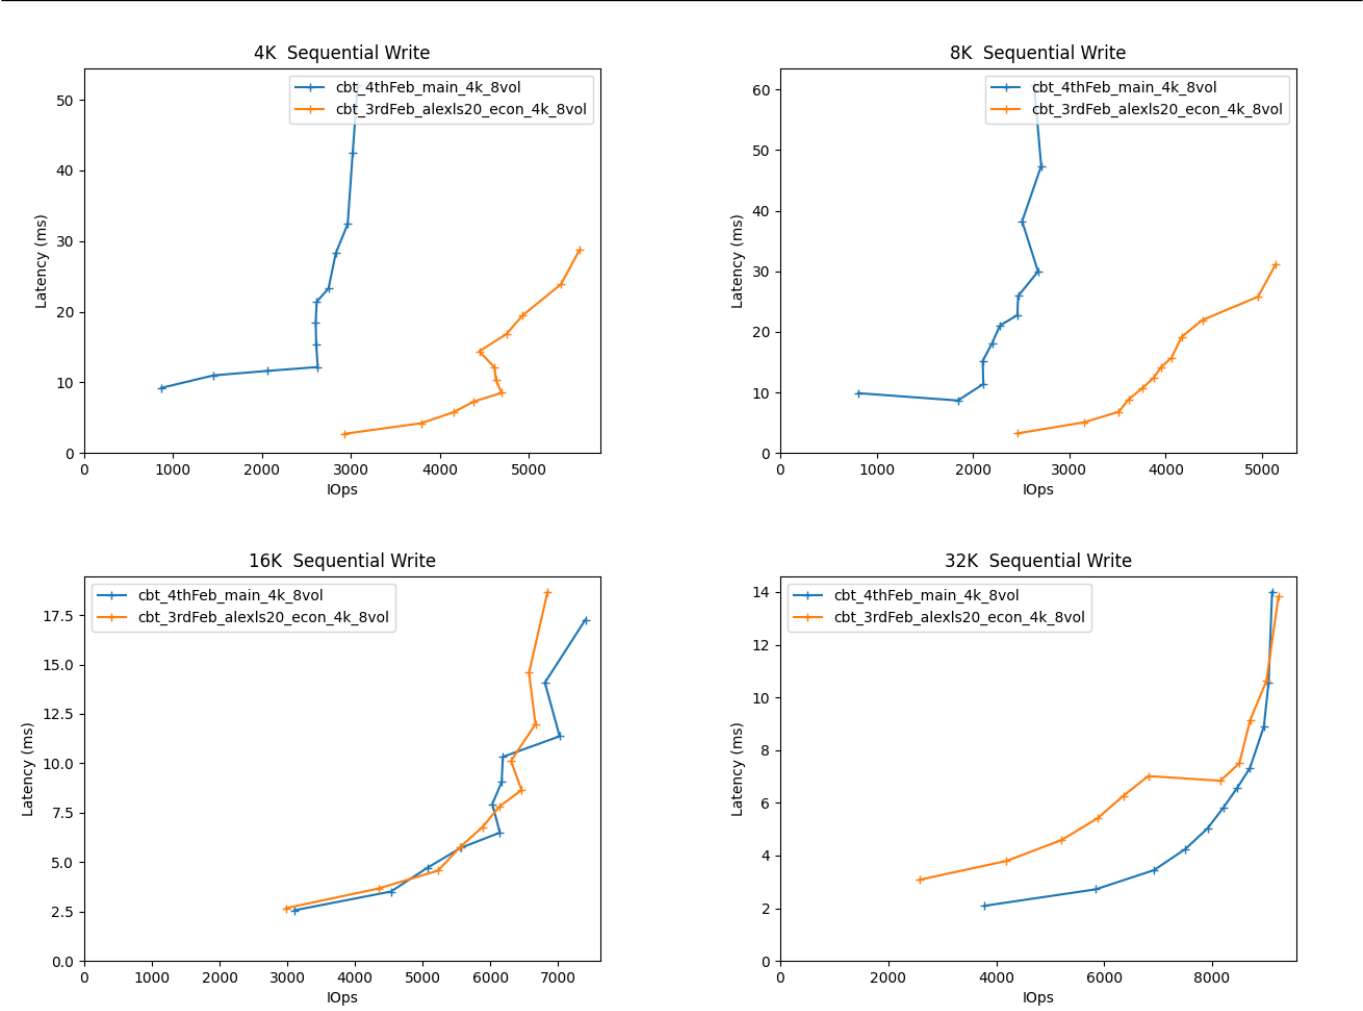 4K  Sequential Write
cbt_4thFeb_main_4k_8vol
cbt_3rdFeb_alexls20_econ_4k_8vol
50
40
30
20
10
0
Latency (ms)
0 1000 2000 3000 4000 5000
IOps
8K  Sequential Write
cbt_4thFeb_main_4k_8vol
cbt_3rdFeb_alexls20_econ_4k_8vol
60
50
40
30
20
10
0
Latency (ms)
0 1000 2000 3000 4000 5000
IOps
16K  Sequential Write
cbt_4thFeb_main_4k_8vol
cbt_3rdFeb_alexls20_econ_4k_8vol
17.5
15.0
12.5
10.0
7.5
5.0
2.5
0.0
Latency (ms)
0 1000 2000 3000 4000 5000 6000 7000
IOps
32K  Sequential Write
cbt_4thFeb_main_4k_8vol
cbt_3rdFeb_alexls20_econ_4k_8vol
14
12
10
8
6
4
2
0
Latency (ms)
0 2000 4000 6000 8000
IOps